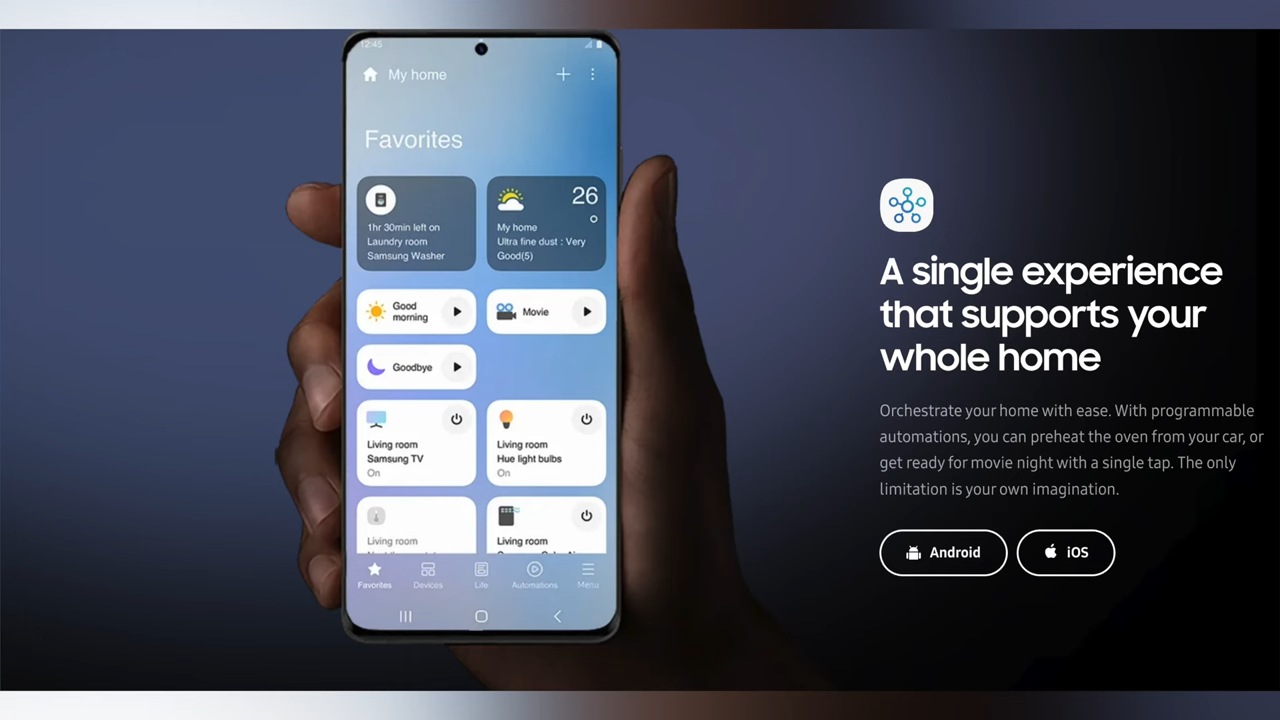 12:45
My home
Favorites
1hr 30min left on
Laundry room
Samsung Washer
26
My home
Ultra fine dust : Very
Good(5)
Good
morning
Movie
Goodbye
Living room
Samsung TV
On
Living room
Hue light bulbs
On
Living room
Living room
Favorites
Devices
Life
Automations
Menu
A single experience
that supports your
whole home
Orchestrate your home with ease. With programmable
automations, you can preheat the oven from your car, or
get ready for movie night with a single tap. The only
limitation is your own imagination.
Android
iOS